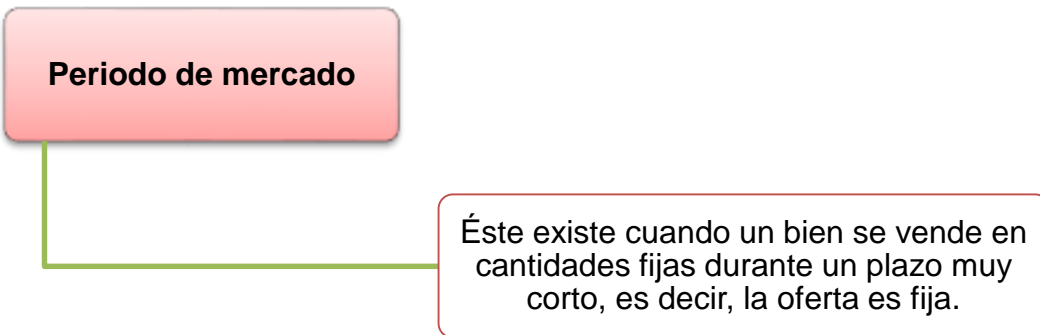 Periodo de mercado
Éste existe cuando un bien se vende en
cantidades fijas durante un plazo muy
corto, es decir, la oferta es fija.